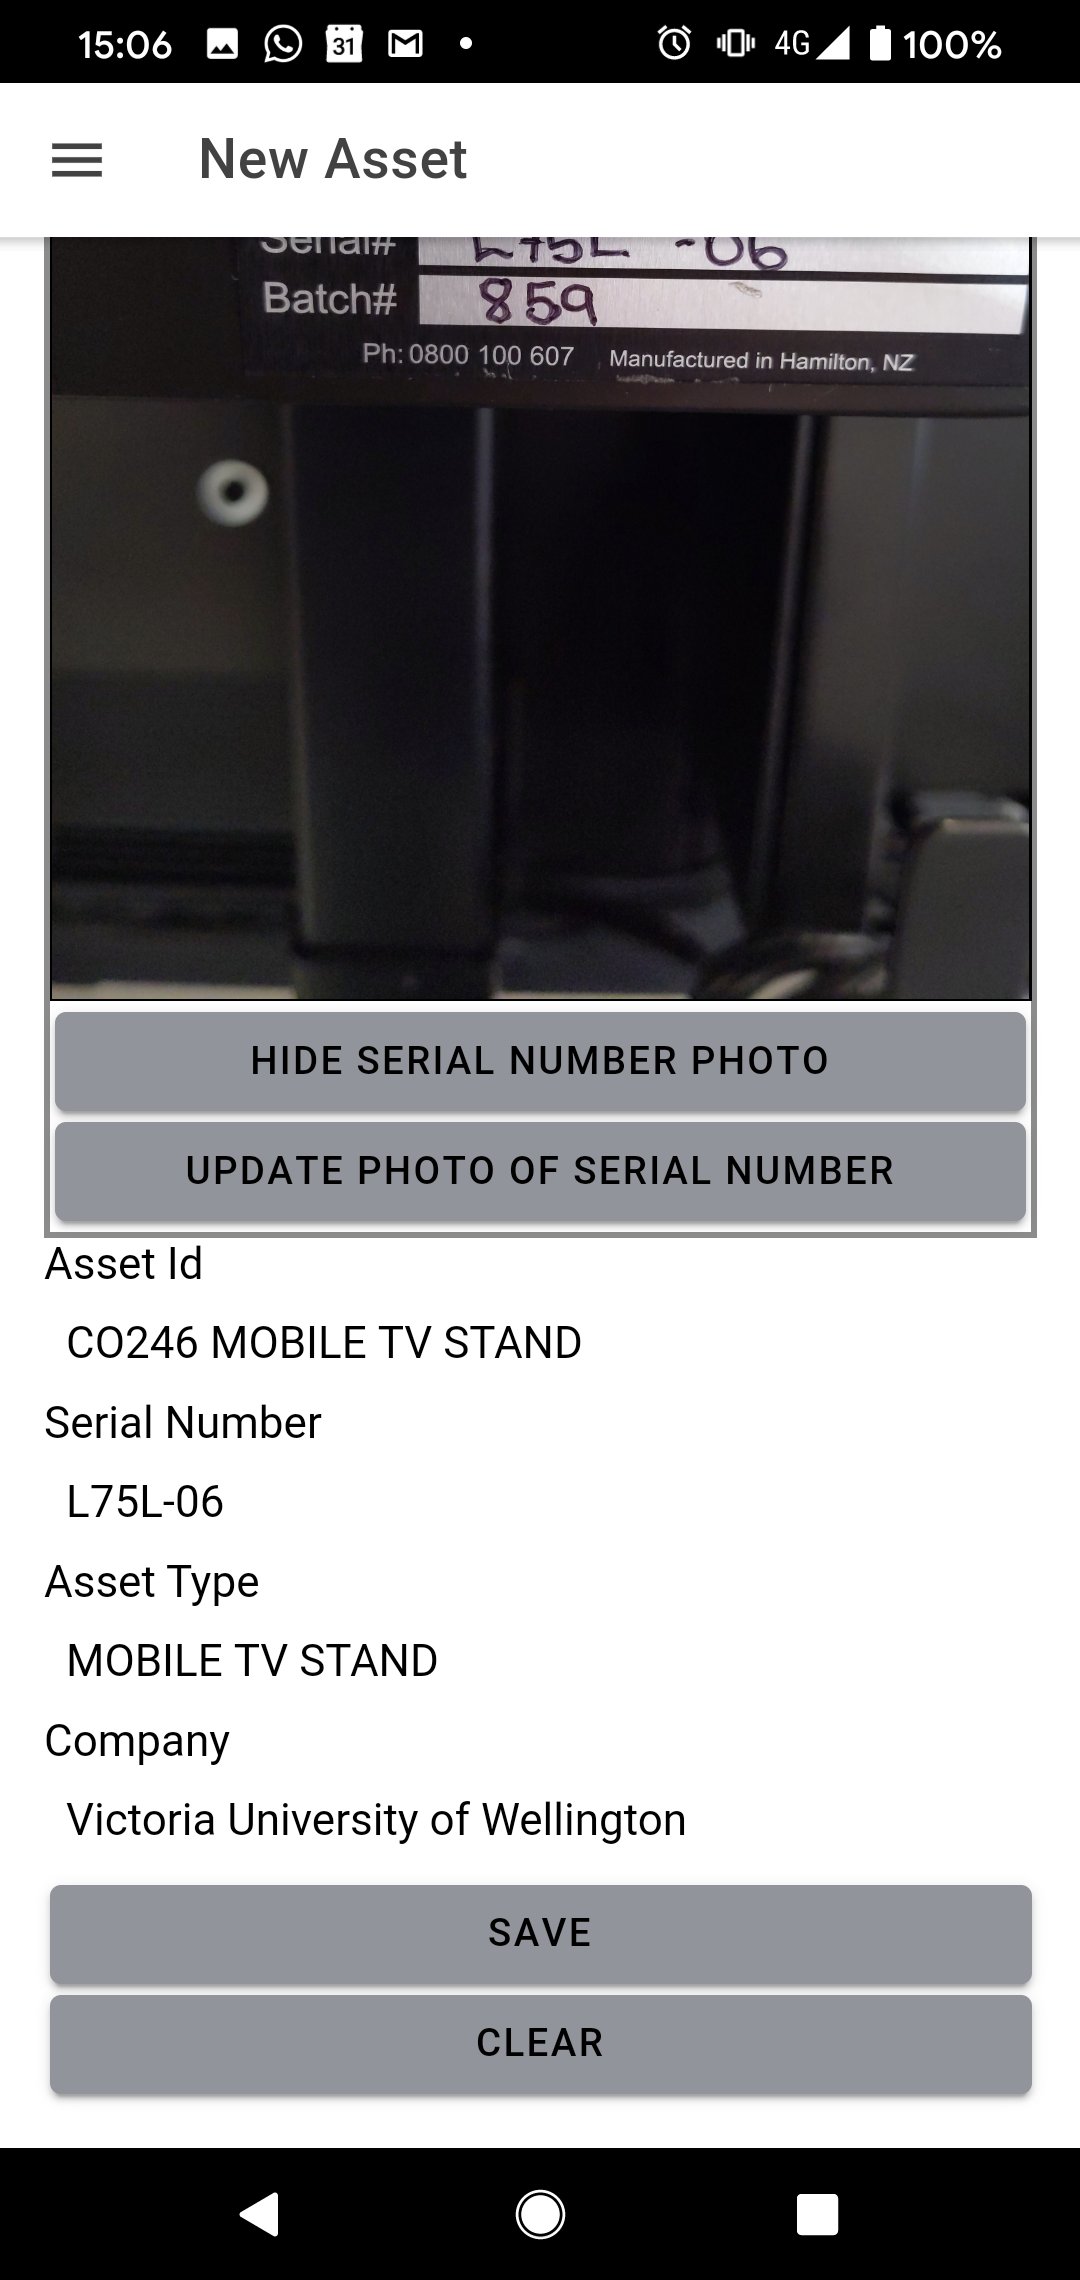 15:06
31
4G
100%
New Asset
Serial# L75L -06
Batch# 859
Ph: 0800 100 607 Manufactured in Hamilton, NZ
HIDE SERIAL NUMBER PHOTO
UPDATE PHOTO OF SERIAL NUMBER
Asset Id
CO246 MOBILE TV STAND
Serial Number
L75L-06
Asset Type
MOBILE TV STAND
Company
Victoria University of Wellington
SAVE
CLEAR